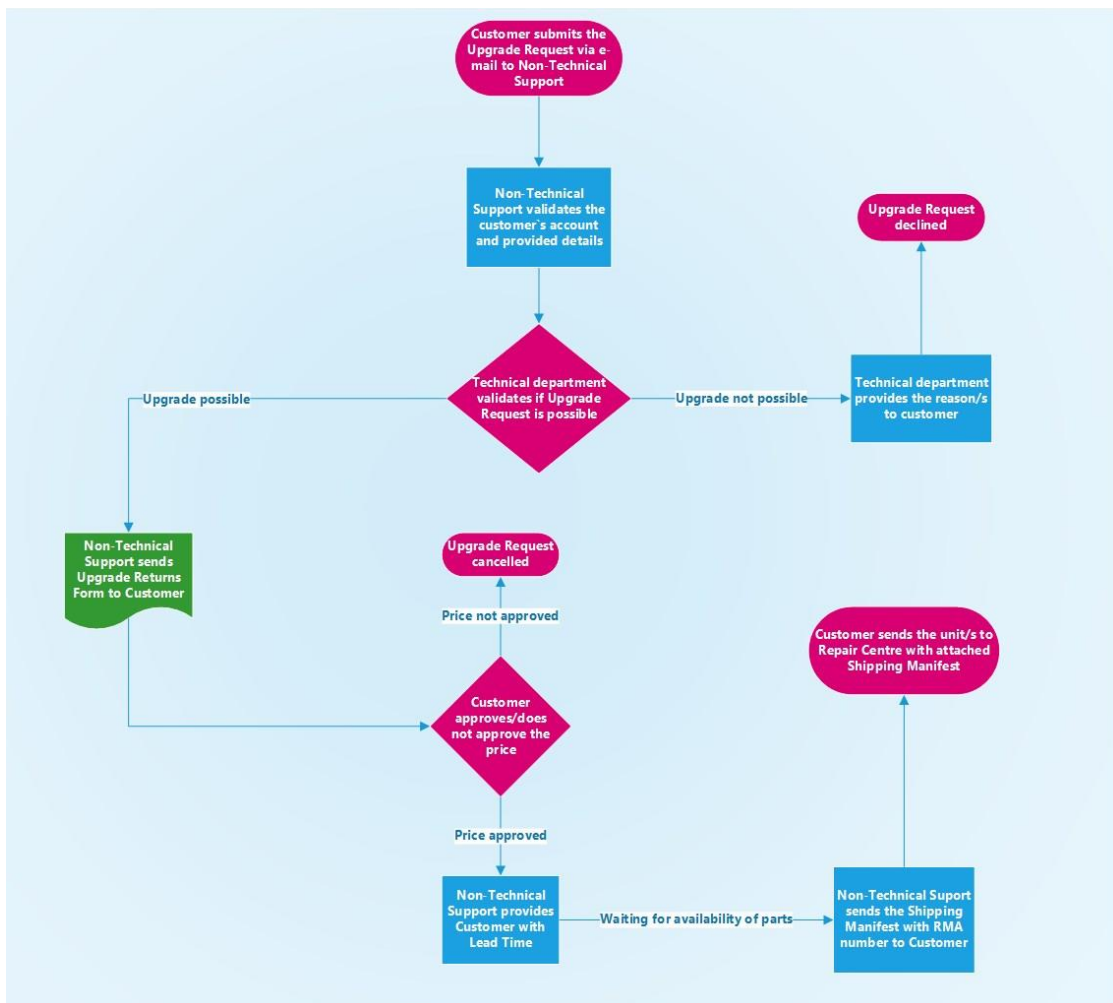 Customer submits the
Upgrade Request via e-
mail to Non-Technical
Support
Non-Technical
Support validates the
customer`s account
and provided details
Upgrade Request
declined
Technical department
validates if Upgrade
Request is possible
Upgrade possible
Upgrade not possible
Technical department
provides the reason/s
to customer
Non-Technical
Support sends
Upgrade Returns
Form to Customer
Upgrade Request
cancelled
Price not approved
Customer
approves/does
not approve the
price
Customer sends the unit/s to
Repair Centre with attached
Shipping Manifest
Price approved
Non-Technical
Support provides
Customer with
Lead Time
Waiting for availability of parts
Non-Technical Suport
sends the Shipping
Manifest with RMA
number to Customer